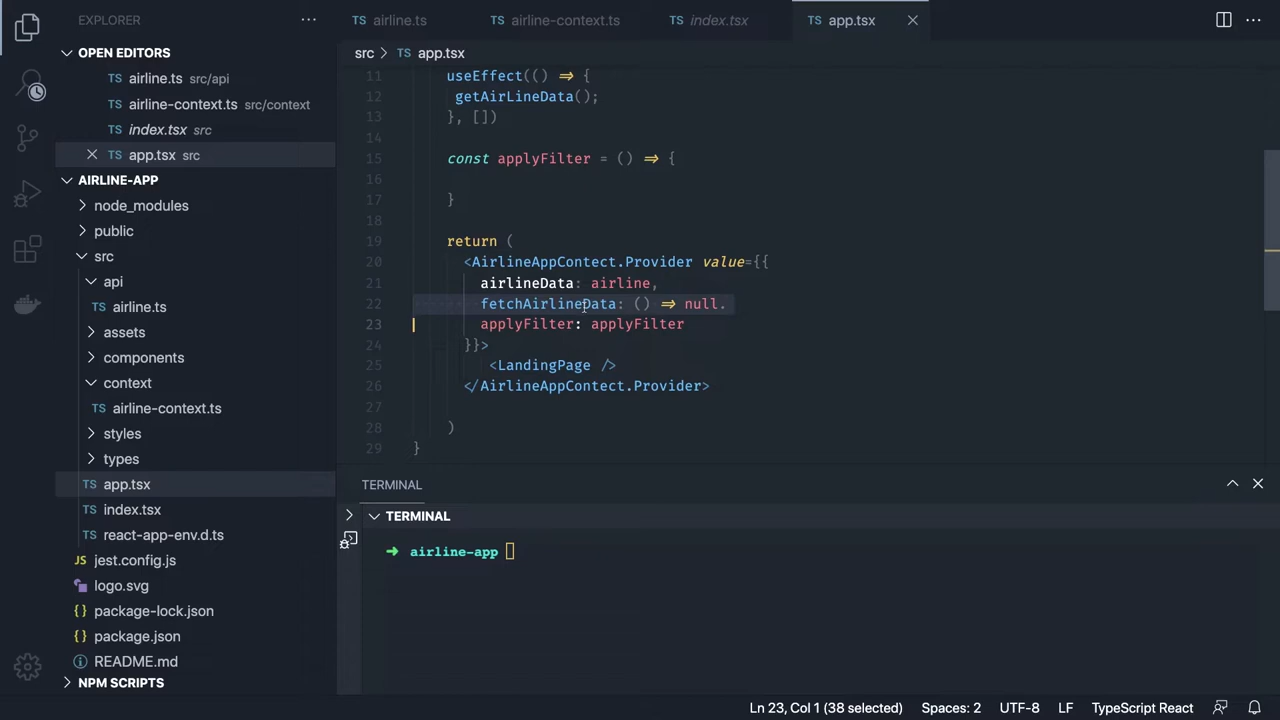 EXPLORER
OPEN EDITORS
TS airline.ts src/api
TS airline-context.ts src/context
TS index.tsx src
TS app.tsx src
AIRLINE-APP
node_modules
public
src
api
TS airline.ts
assets
components
context
TS airline-context.ts
styles
types
TS app.tsx
TS index.tsx
TS react-app-env.d.ts
JS jest.config.js
logo.svg
{} package-lock.json
{} package.json
README.md
NPM SCRIPTS
TS airline.ts TS airline-context.ts TS index.tsx TS app.tsx
src > TS app.tsx
11 useEffect(() => {
12 getAirLineData();
13 }, [])
14
15 const applyFilter = () => {
16
17 }
18
19 return (
20 <AirlineAppContect.Provider value={{
21 airlineData: airline,
22 fetchAirlineData: () => null.
23 applyFilter: applyFilter
24 }}>
25 <LandingPage />
26 </AirlineAppContect.Provider>
27
28 )
29 }
TERMINAL
TERMINAL
➜ airline-app
Ln 23, Col 1 (38 selected) Spaces: 2 UTF-8 LF TypeScript React